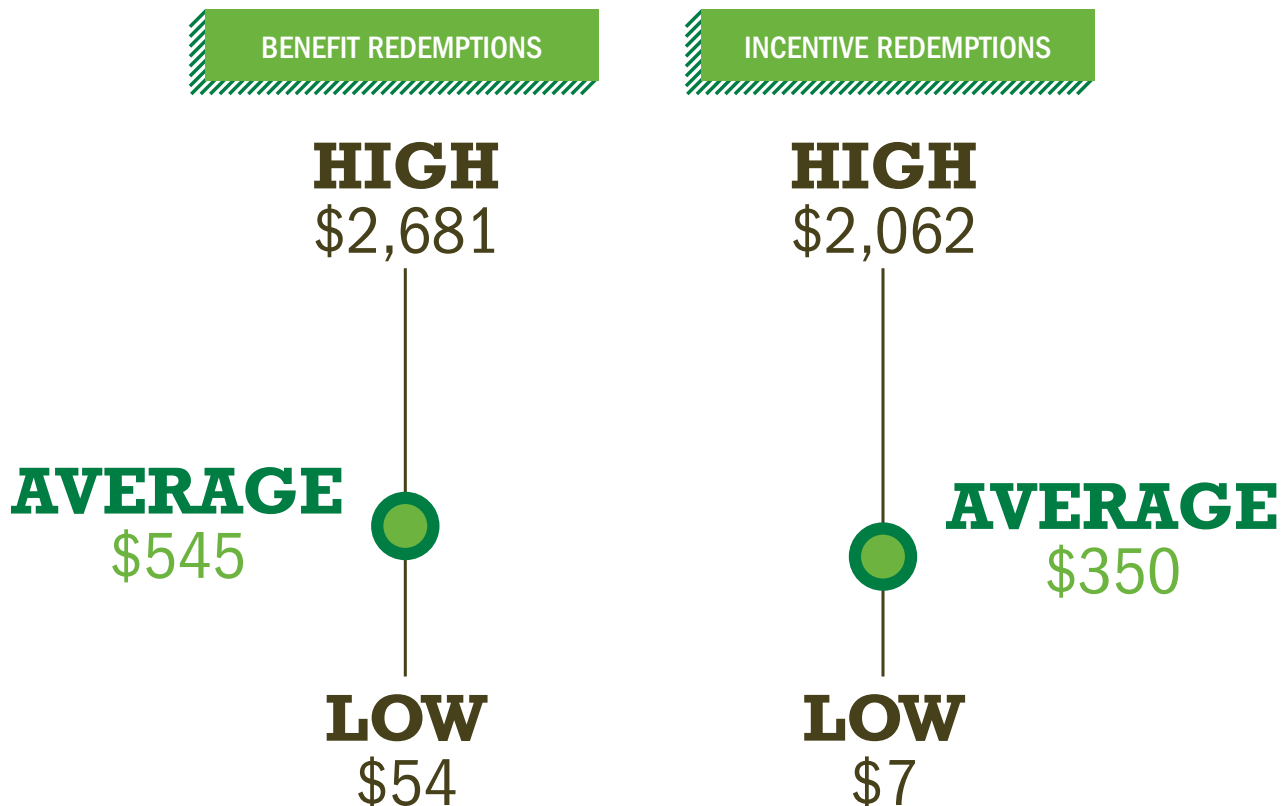 BENEFIT REDEMPTIONS
HIGH
$2,681
AVERAGE
$545
LOW
$54
INCENTIVE REDEMPTIONS
HIGH
$2,062
AVERAGE
$350
LOW
$7